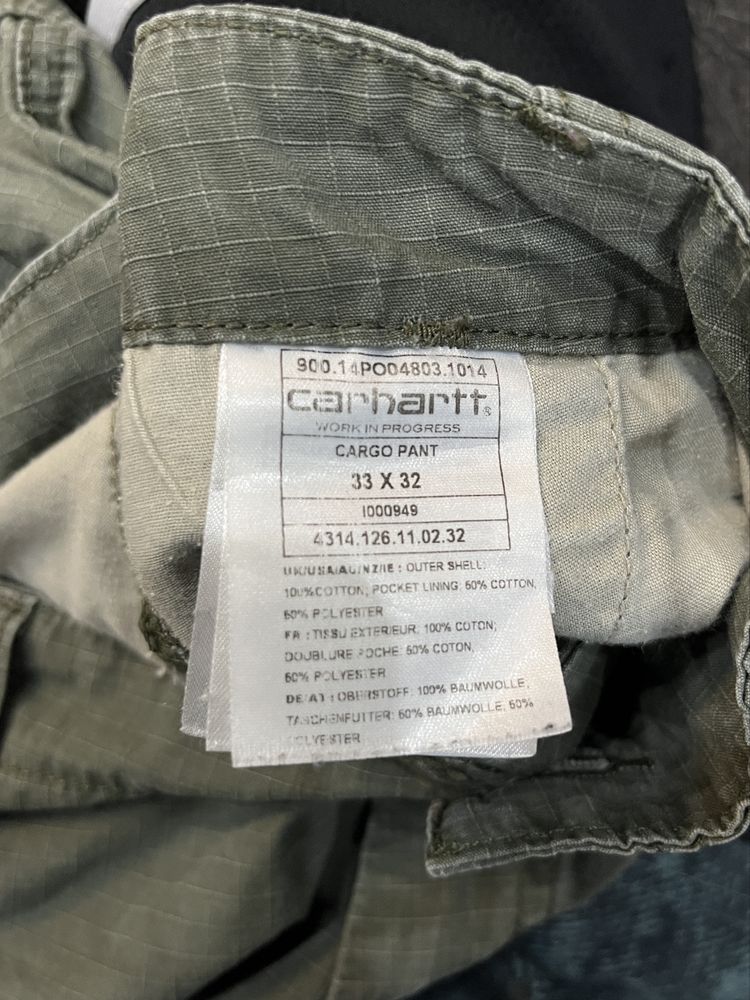 900.14PO04803.1014
carhartt®
WORK IN PROGRESS
CARGO PANT
33 X 32
I000949
4314.126.11.02.32
UK/USA/AU/NZ/IE : OUTER SHELL:
100%COTTON; POCKET LINING: 50% COTTON,
50% POLYESTER
FR : TISSU EXTERIEUR: 100% COTON;
DOUBLURE POCHE: 50% COTON,
50% POLYESTER
DE/AT : OBERSTOFF: 100% BAUMWOLLE,
TASCHENFUTTER: 50% BAUMWOLLE, 50%
POLYESTER